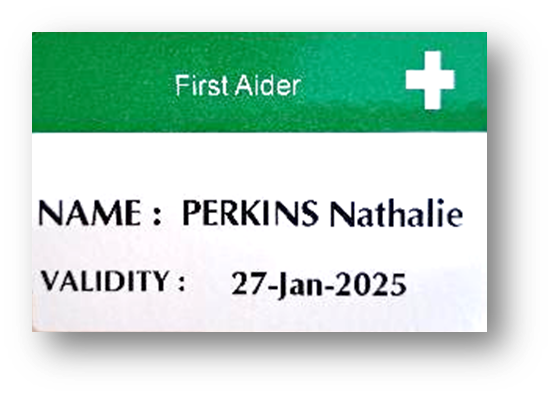 First Aider
NAME : PERKINS Nathalie
VALIDITY : 27-Jan-2025